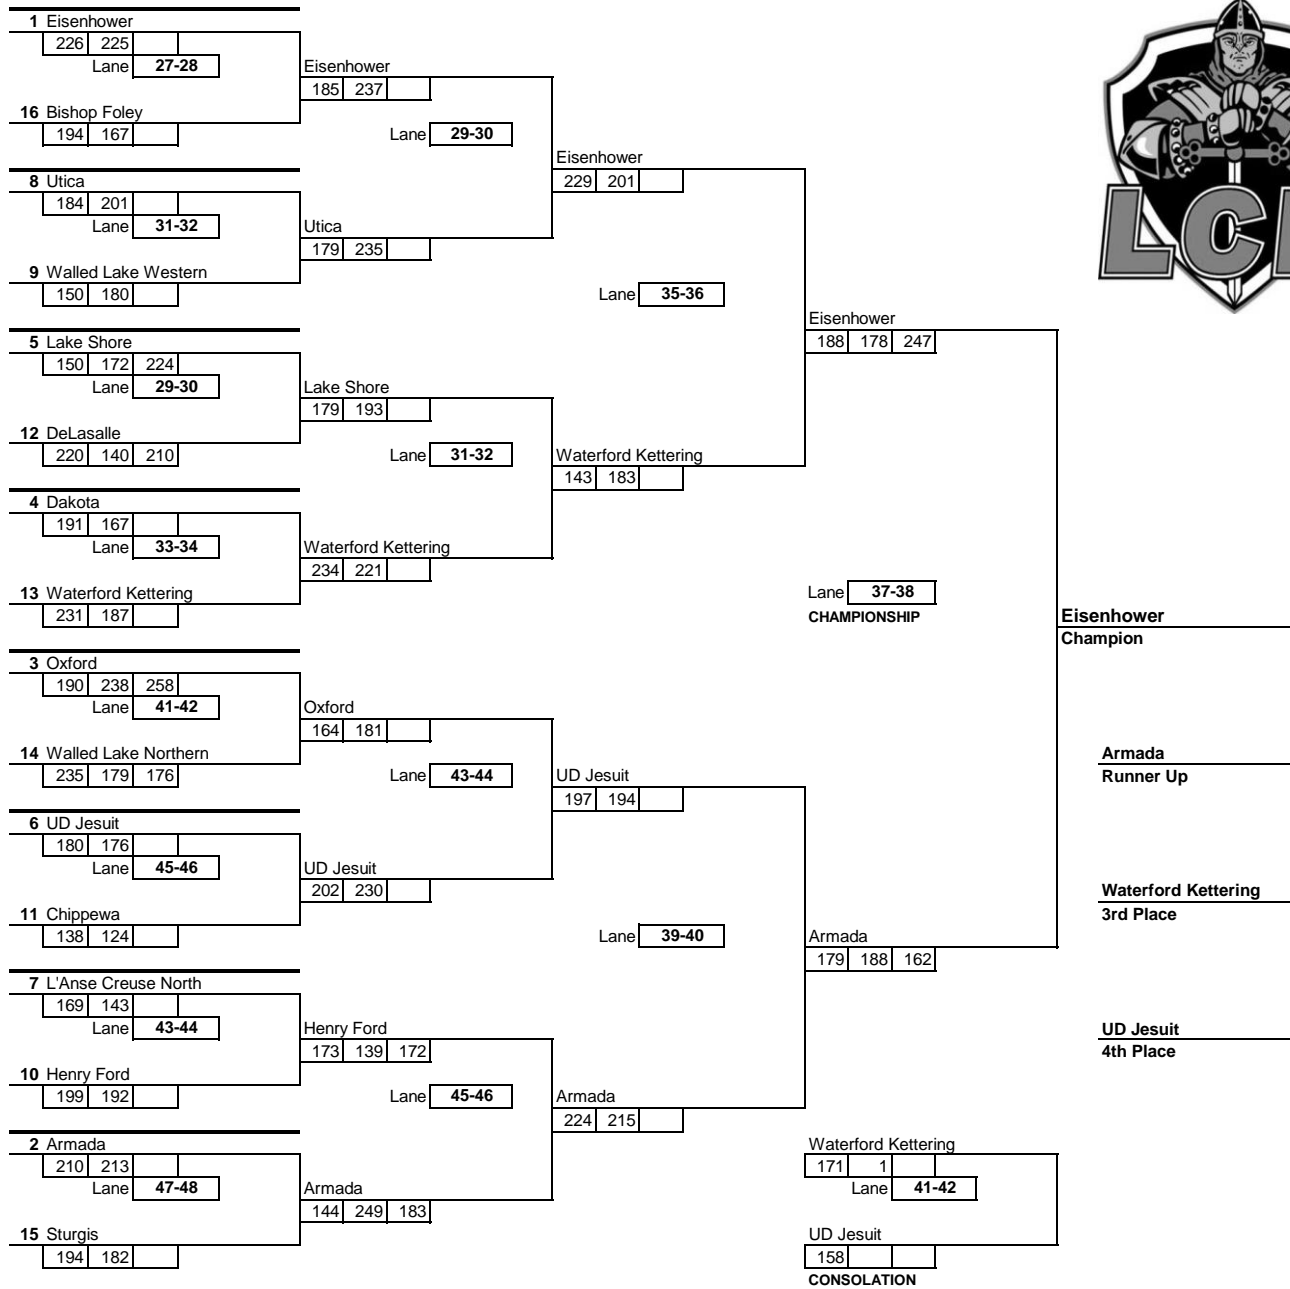 1 Eisenhower
226 225
Lane 27-28
16 Bishop Foley
194 167
8 Utica
184 201
Lane 31-32
9 Walled Lake Western
150 180
5 Lake Shore
150 172 224
Lane 29-30
12 DeLasalle
220 140 210
4 Dakota
191 167
Lane 33-34
13 Waterford Kettering
231 187
3 Oxford
190 238 258
Lane 41-42
14 Walled Lake Northern
235 179 176
6 UD Jesuit
180 176
Lane 45-46
11 Chippewa
138 124
7 L'Anse Creuse North
169 143
Lane 43-44
10 Henry Ford
199 192
2 Armada
210 213
Lane 47-48
15 Sturgis
194 182
Eisenhower
185 237
Lane 29-30
Utica
179 235
Lake Shore
179 193
Lane 31-32
Waterford Kettering
234 221
Oxford
164 181
Lane 43-44
UD Jesuit
202 230
Henry Ford
173 139 172
Lane 45-46
Armada
144 249 183
Eisenhower
229 201
Lane 35-36
Waterford Kettering
143 183
UD Jesuit
197 194
Lane 39-40
Armada
224 215
Eisenhower
188 178 247
Lane 37-38
CHAMPIONSHIP
Armada
179 188 162
Waterford Kettering
171 1
Lane 41-42
UD Jesuit
158
CONSOLATION
Eisenhower
Champion
Armada
Runner Up
Waterford Kettering
3rd Place
UD Jesuit
4th Place